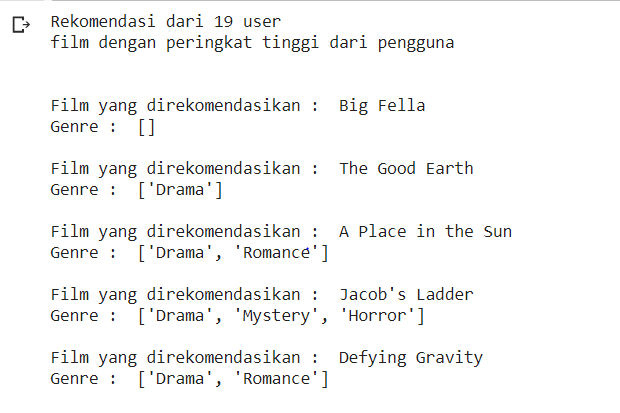 Rekomendasi dari 19 user
film dengan peringkat tinggi dari pengguna
Film yang direkomendasikan :  Big Fella
Genre :  []
Film yang direkomendasikan :  The Good Earth
Genre :  ['Drama']
Film yang direkomendasikan :  A Place in the Sun
Genre :  ['Drama', 'Romance']
Film yang direkomendasikan :  Jacob's Ladder
Genre :  ['Drama', 'Mystery', 'Horror']
Film yang direkomendasikan :  Defying Gravity
Genre :  ['Drama', 'Romance']